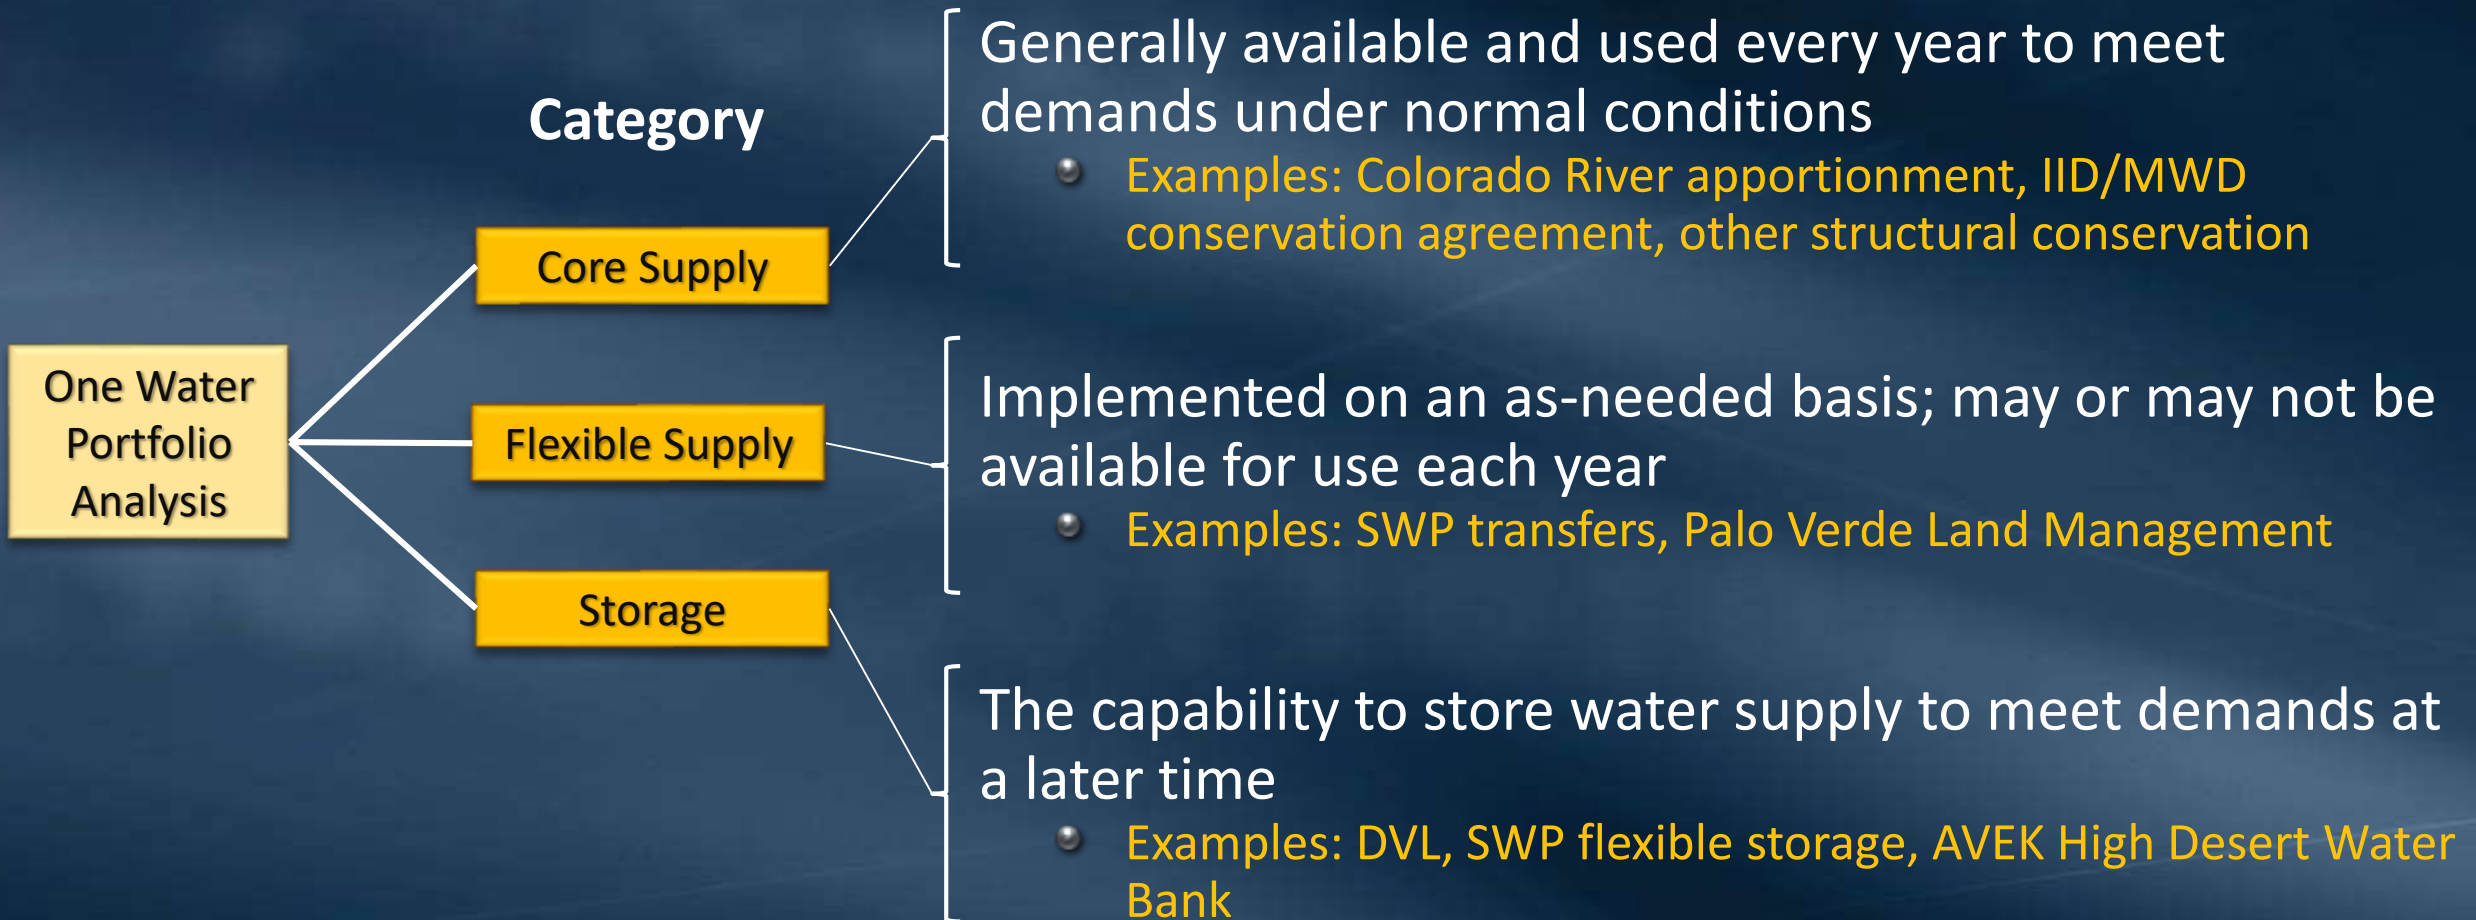 Category
One Water
Portfolio
Analysis
Core Supply
Flexible Supply
Storage
Generally available and used every year to meet
demands under normal conditions
Examples: Colorado River apportionment, IID/MWD
conservation agreement, other structural conservation
Implemented on an as-needed basis; may or may not be
available for use each year
Examples: SWP transfers, Palo Verde Land Management
The capability to store water supply to meet demands at
a later time
Examples: DVL, SWP flexible storage, AVEK High Desert Water
Bank